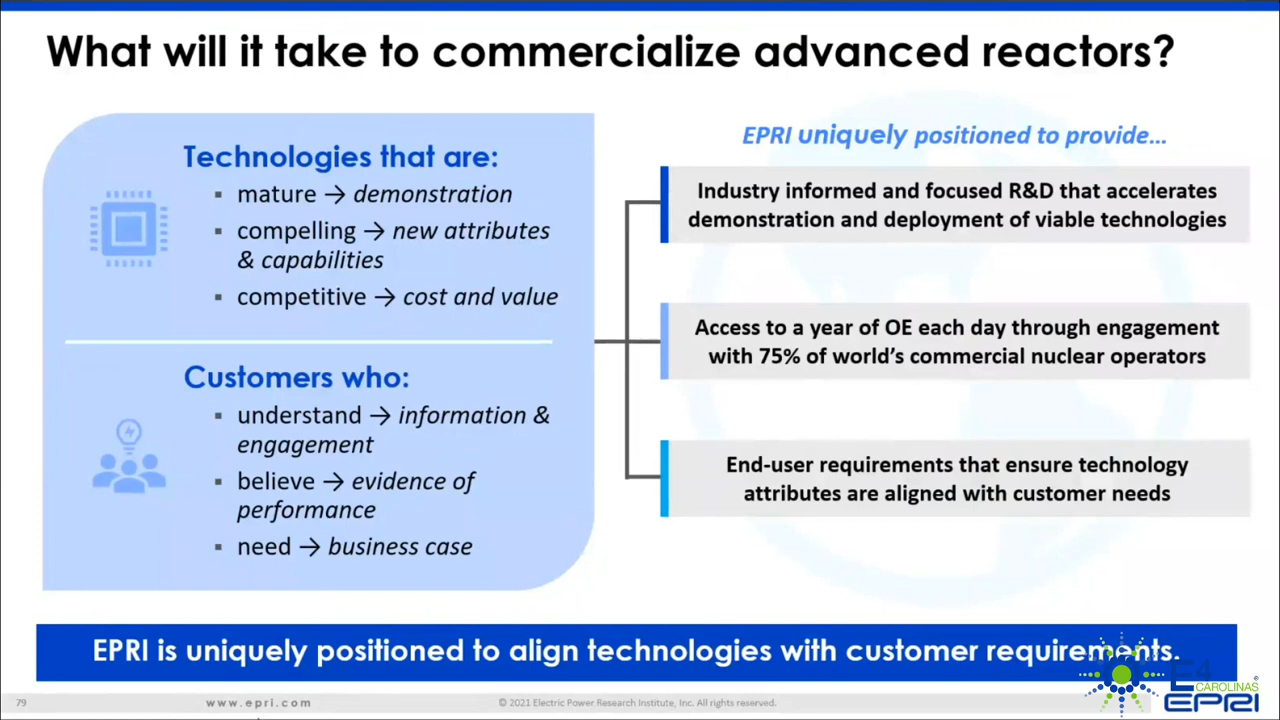 What will it take to commercialize advanced reactors?
Technologies that are:
▪ mature → demonstration
▪ compelling → new attributes
& capabilities
▪ competitive → cost and value
Customers who:
▪ understand → information &
engagement
▪ believe → evidence of
performance
▪ need → business case
EPRI uniquely positioned to provide…
Industry informed and focused R&D that accelerates
demonstration and deployment of viable technologies
Access to a year of OE each day through engagement
with 75% of world’s commercial nuclear operators
End-user requirements that ensure technology
attributes are aligned with customer needs
EPRI is uniquely positioned to align technologies with customer requirements.
79
www.epri.com
© 2021 Electric Power Research Institute, Inc. All rights reserved.
E4
CAROLINAS
EPRI